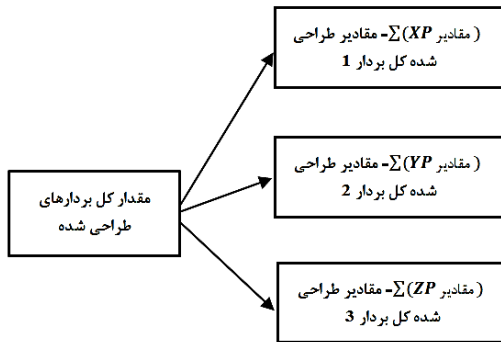 مقادیر طراحی -∑(XP مقادیر )
شده کل بردار 1
مقادیر طراحی -∑(YP مقادیر )
شده کل بردار 2
مقدار کل بردارهای
طراحی شده
مقادیر طراحی -∑(ZP مقادیر )
شده کل بردار 3